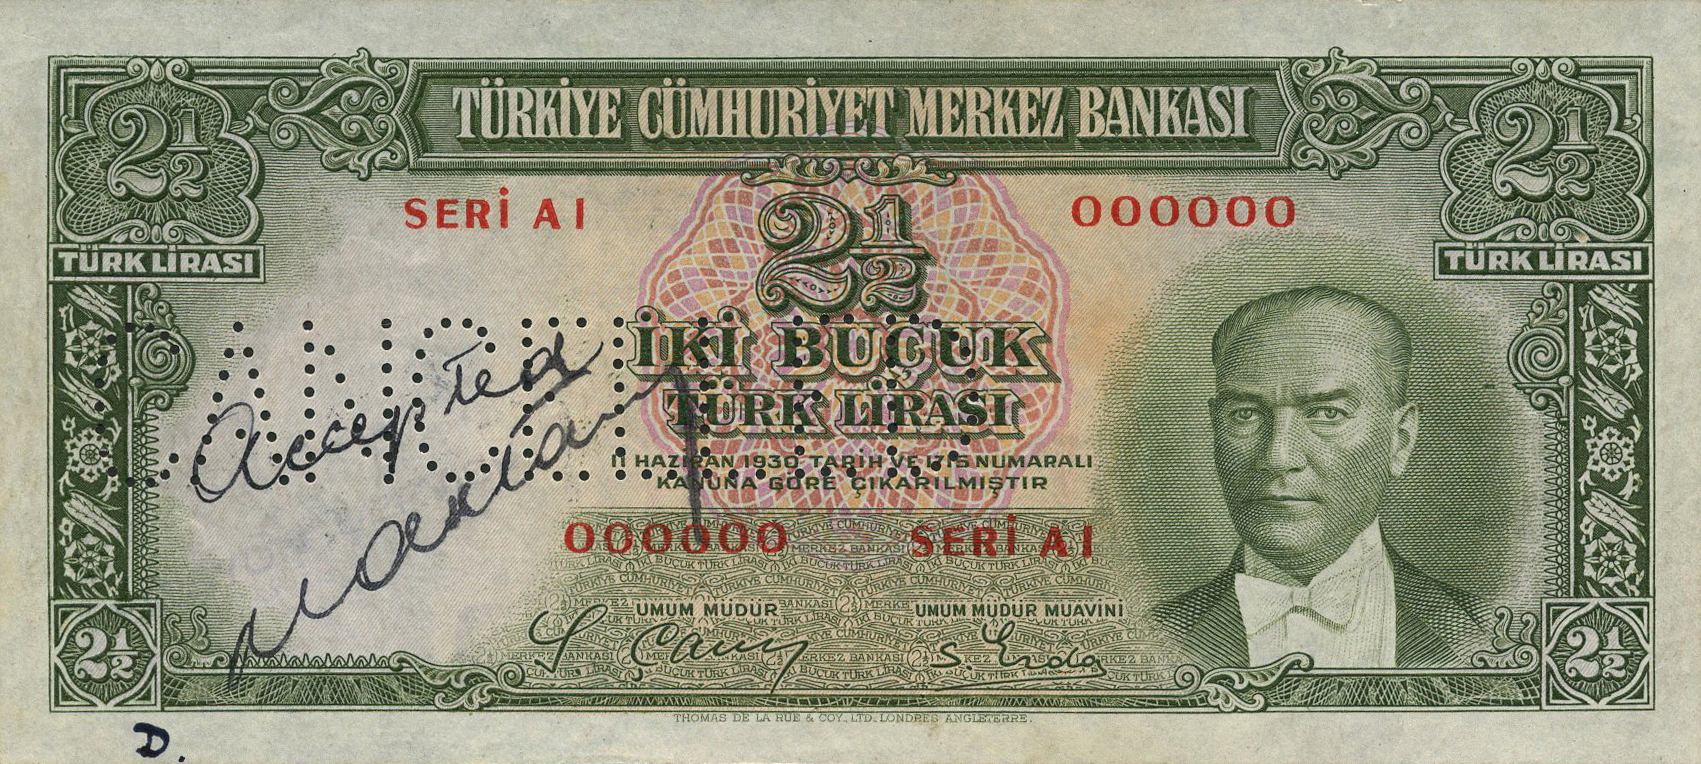 TÜRKİYE CÜMHURİYET MERKEZ BANKASI
2½ 2½
TÜRK LİRASI TÜRK LİRASI
SERİ A1 000000
2½
İKİ BUÇUK
TÜRK LİRASI
Accepted
11 HAZİRAN 1930 TARİH VE 1715 NUMARALI
KANUNA GÖRE ÇIKARILMIŞTIR
000000 SERİ A1
UMUM MÜDÜR UMUM MÜDÜR MUAVİNİ
2½ 2½
THOMAS DE LA RUE & COY. LTD. LONDRES ANGLETERRE.
D.